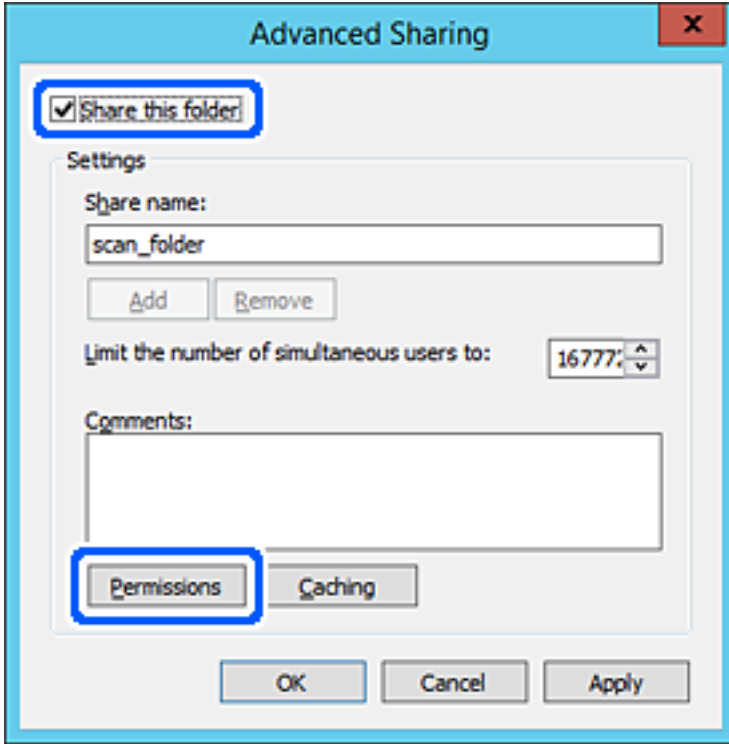 Advanced Sharing
x
Share this folder
Settings
Share name:
scan_folder
Add Remove
Limit the number of simultaneous users to:
Comments:
Permissions Caching
OK Cancel Apply